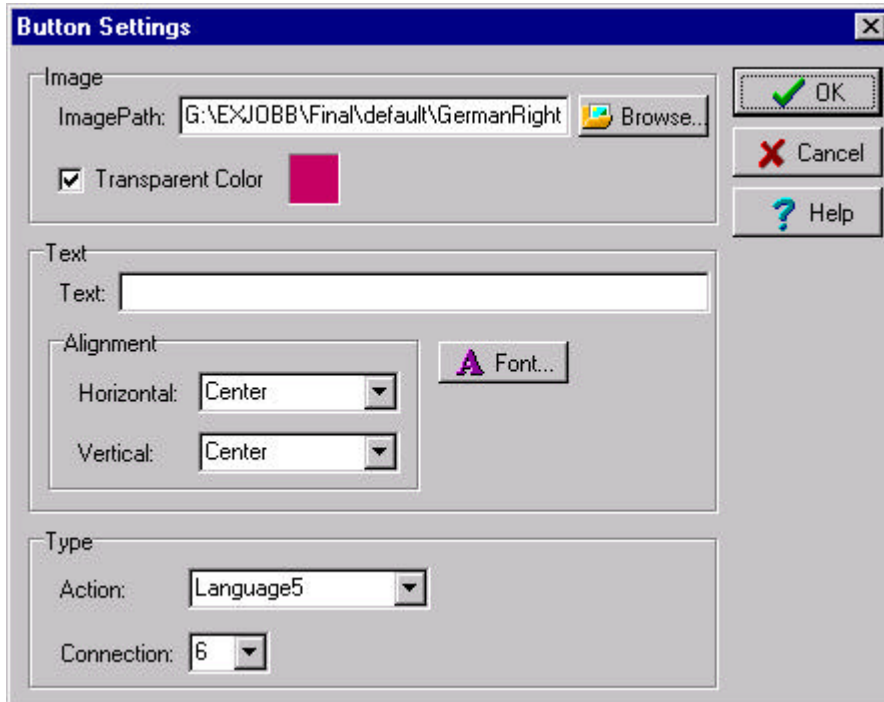 Button Settings
Image
ImagePath: G:\EXJOBB\Final\default\GermanRight Browse...
Transparent Color
OK
Cancel
Help
Text
Text:
Alignment
Horizontal: Center
Vertical: Center
Font...
Type
Action: Language5
Connection: 6